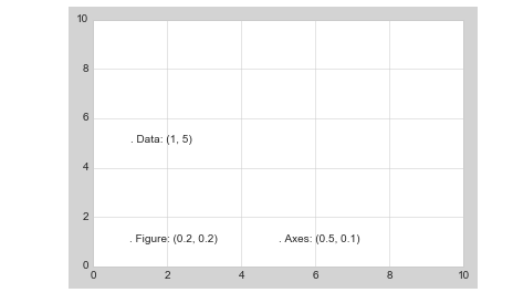 10
8
6
. Data: (1, 5)
4
2
. Figure: (0.2, 0.2) . Axes: (0.5, 0.1)
0
0 2 4 6 8 10